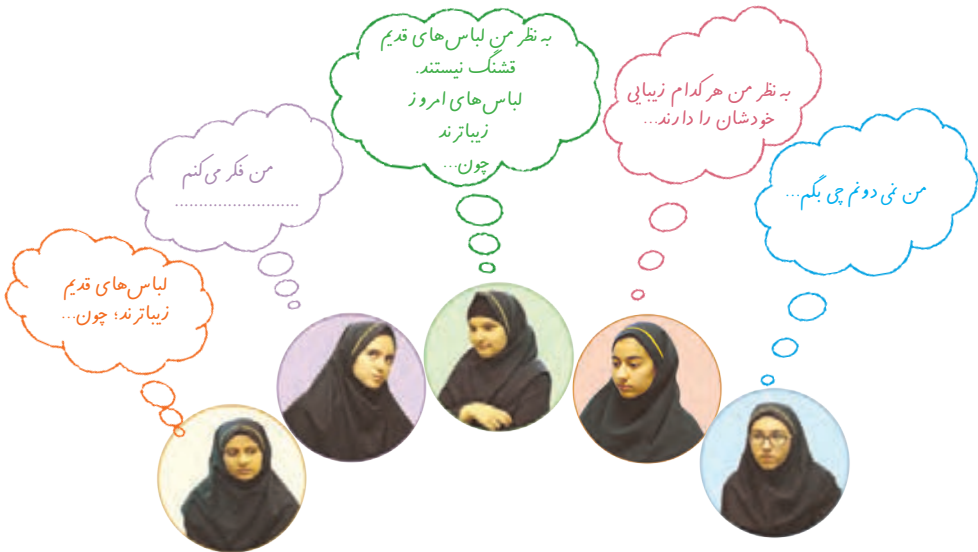 من نمی دونم چی بگم...
به نظر من هر کدام زیبایی
خودشان را دارند...
به نظر من لباس‌های قدیم
قشنگ نیستند.
لباس‌های امروز
زیباترند
چون...
من فکر می‌کنم
............................
لباس‌های قدیم
زیباترند؛ چون...